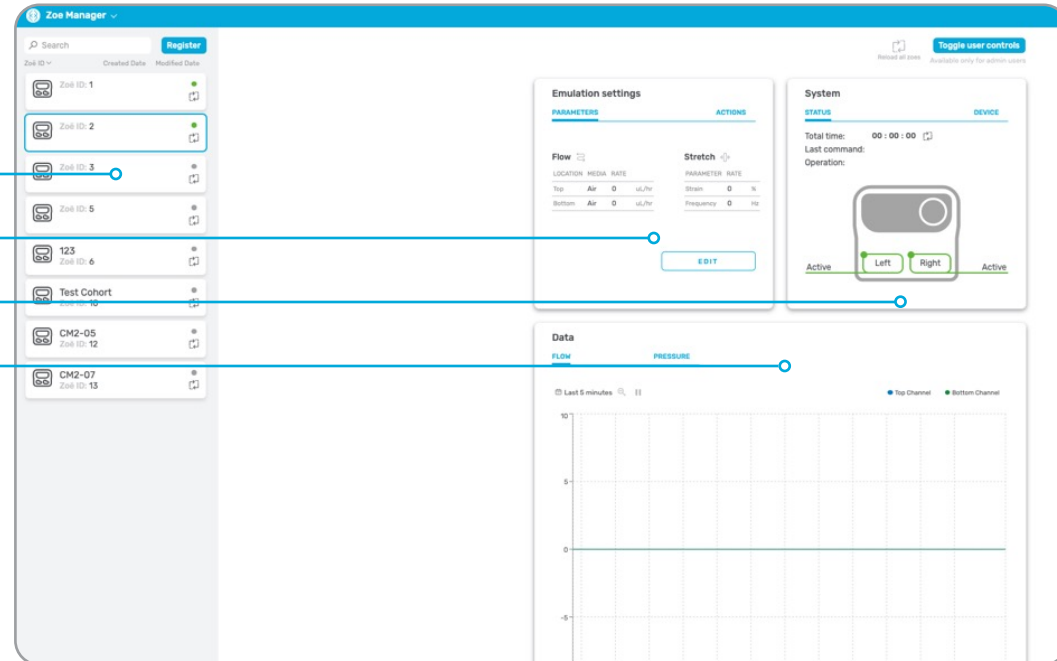 Zoe Manager
Search
Register
Zoë ID
Created Date
Modified Date
Zoë ID: 1
Zoë ID: 2
Zoë ID: 3
Zoë ID: 5
123
Zoë ID: 6
Test Cohort
Zoë ID: 10
CM2-05
Zoë ID: 12
CM2-07
Zoë ID: 13
Reload all zoes
Toggle user controls
Available only for admin users
Emulation settings
PARAMETERS
ACTIONS
Flow
LOCATION MEDIA RATE
Top Air 0 uL/hr
Bottom Air 0 uL/hr
Stretch
PARAMETER RATE
Strain 0 %
Frequency 0 Hz
EDIT
System
STATUS
DEVICE
Total time: 00 : 00 : 00
Last command:
Operation:
Active
Left
Right
Active
Data
FLOW
PRESSURE
Last 5 minutes
Top Channel
Bottom Channel
10
5
0
-5